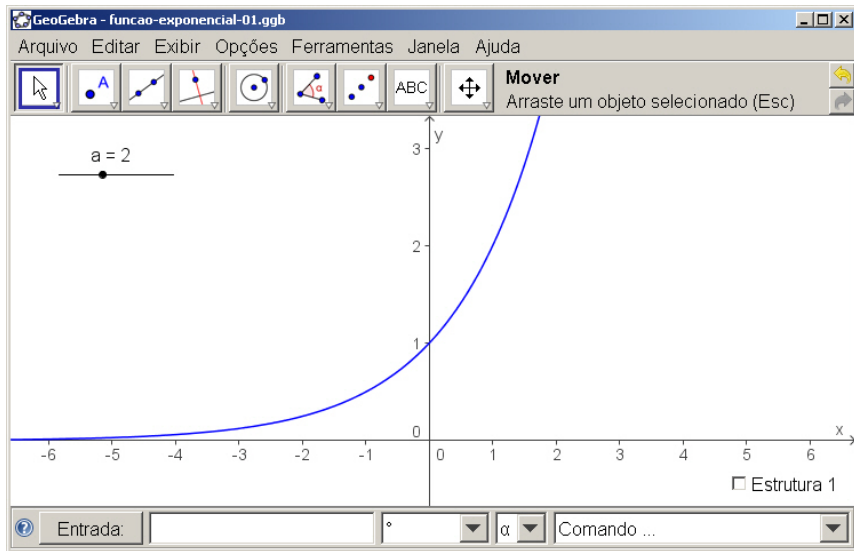 GeoGebra - funcao-exponencial-01.ggb
Arquivo Editar Exibir Opções Ferramentas Janela Ajuda
A
α
ABC
Mover
Arraste um objeto selecionado (Esc)
a = 2
y
3
2
1
0
x
-6 -5 -4 -3 -2 -1 0 1 2 3 4 5 6
Estrutura 1
Entrada: ° α Comando ...